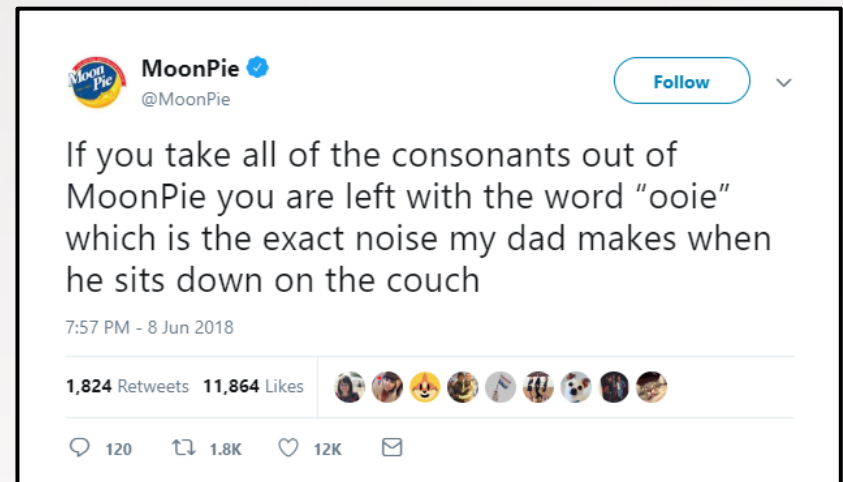 Moon
Pie
MoonPie
@MoonPie
Follow
If you take all of the consonants out of
MoonPie you are left with the word “ooie”
which is the exact noise my dad makes when
he sits down on the couch
7:57 PM - 8 Jun 2018
1,824 Retweets 11,864 Likes
120 1.8K 12K